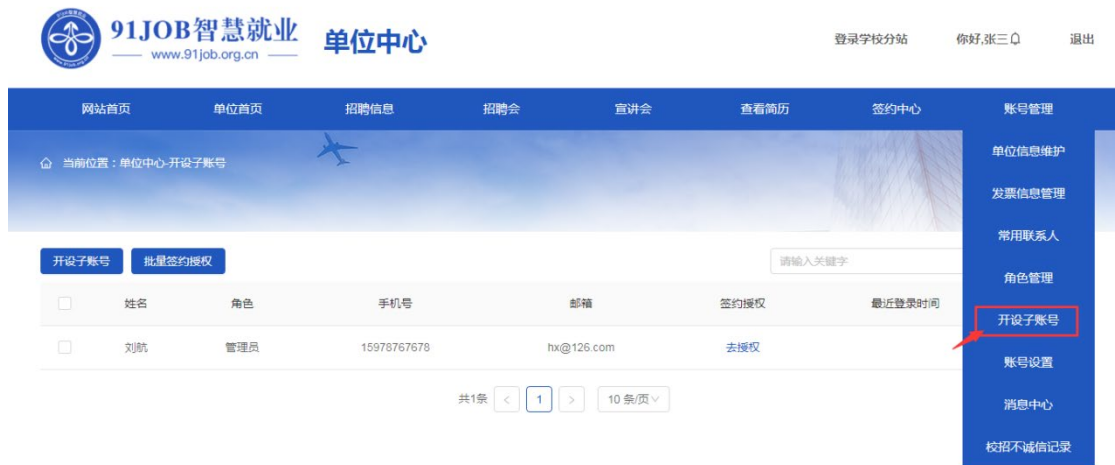 91JOB智慧就业
www.91job.org.cn
单位中心
登录学校分站 你好,张三 退出
网站首页 单位首页 招聘信息 招聘会 宣讲会 查看简历 签约中心 账号管理
当前位置：单位中心-开设子账号
单位信息维护
发票信息管理
常用联系人
角色管理
开设子账号
账号设置
消息中心
校招不诚信记录
开设子账号 批量签约授权 请输入关键字
姓名 角色 手机号 邮箱 签约授权 最近登录时间
刘航 管理员 15978767678 hx@126.com 去授权
共1条 < 1 > 10 条/页